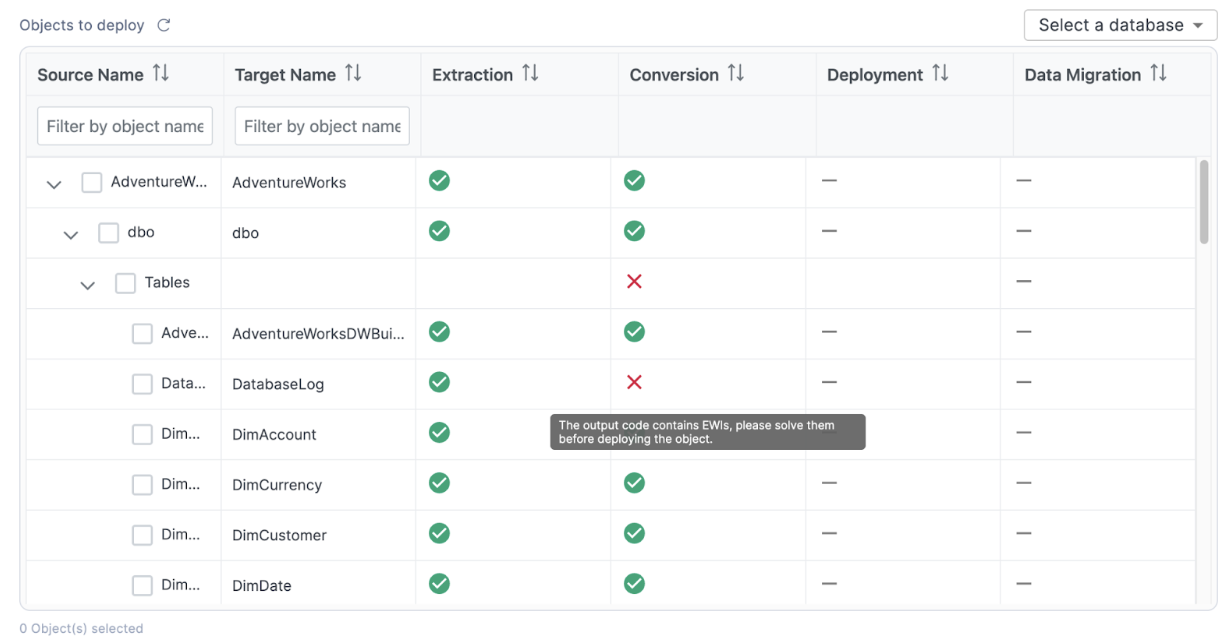 Objects to deploy
Select a database
Source Name Target Name Extraction Conversion Deployment Data Migration
Filter by object name Filter by object name
AdventureW... AdventureWorks
dbo dbo
Tables
Adve... AdventureWorksDWBui...
Data... DatabaseLog
Dim... DimAccount
The output code contains EWIs, please solve them
before deploying the object.
Dim... DimCurrency
Dim... DimCustomer
Dim... DimDate
0 Object(s) selected